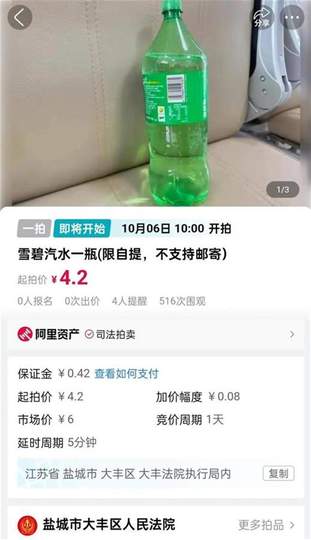 分享
1/3
一拍 即将开始 10月06日 10:00 开拍
雪碧汽水一瓶(限自提，不支持邮寄）
起拍价 ¥4.2
0人报名 0次出价 4人提醒 516次围观
阿里资产 司法拍卖
保证金 ¥0.42 查看如何支付
起拍价 ¥4.2 加价幅度 ¥0.08
市场价 ¥6 竞价周期 1天
延时周期 5分钟
江苏省 盐城市 大丰区 大丰法院执行局内 复制
盐城市大丰区人民法院 更多拍品